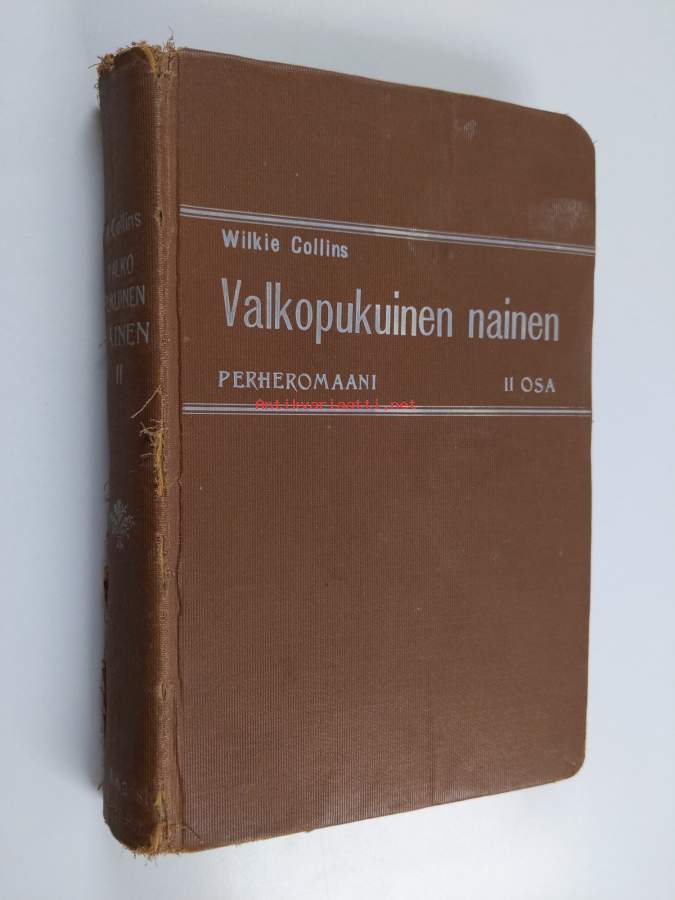 Wilkie Collins
Valkopukuinen nainen
PERHEROMAANI II OSA
Antikvariaatti.net
Collins
VALKO
PUKUINEN
NAINEN
II